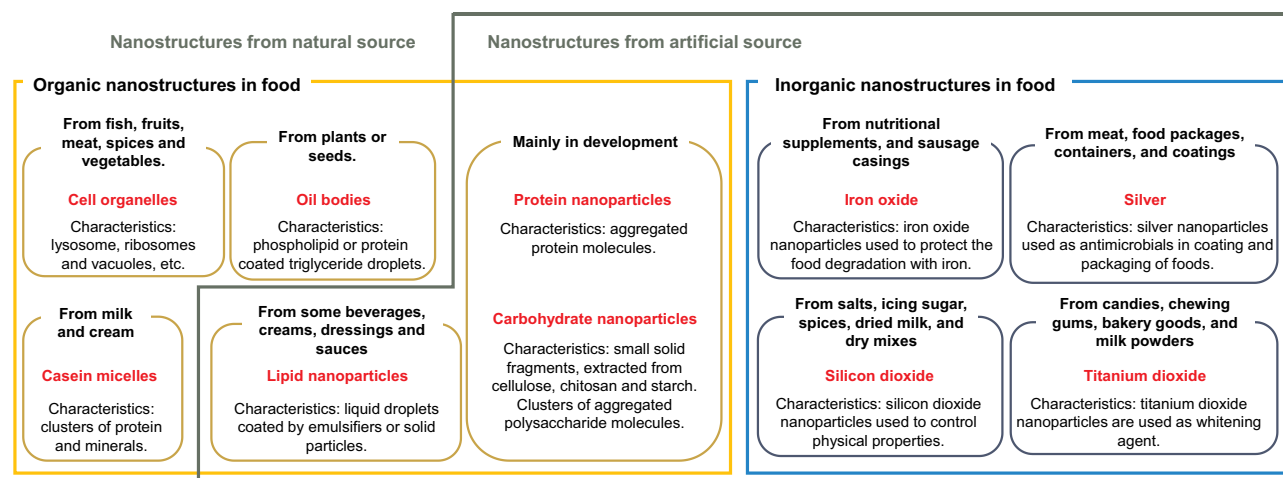 Nanostructures from natural source
Nanostructures from artificial source
Organic nanostructures in food
From fish, fruits,
meat, spices and
vegetables.
Cell organelles
Characteristics:
lysosome, ribosomes
and vacuoles, etc.
From plants or
seeds.
Oil bodies
Characteristics:
phospholipid or protein
coated triglyceride droplets.
From milk
and cream
Casein micelles
Characteristics:
clusters of protein
and minerals.
From some beverages,
creams, dressings and
sauces
Lipid nanoparticles
Characteristics: liquid droplets
coated by emulsifiers or solid
particles.
Mainly in development
Protein nanoparticles
Characteristics: aggregated
protein molecules.
Carbohydrate nanoparticles
Characteristics: small solid
fragments, extracted from
cellulose, chitosan and starch.
Clusters of aggregated
polysaccharide molecules.
Inorganic nanostructures in food
From nutritional
supplements, and sausage
casings
Iron oxide
Characteristics: iron oxide
nanoparticles used to protect the
food degradation with iron.
From meat, food packages,
containers, and coatings
Silver
Characteristics: silver nanoparticles
used as antimicrobials in coating and
packaging of foods.
From salts, icing sugar,
spices, dried milk, and
dry mixes
Silicon dioxide
Characteristics: silicon dioxide
nanoparticles used to control
physical properties.
From candies, chewing
gums, bakery goods, and
milk powders
Titanium dioxide
Characteristics: titanium dioxide
nanoparticles are used as whitening
agent.